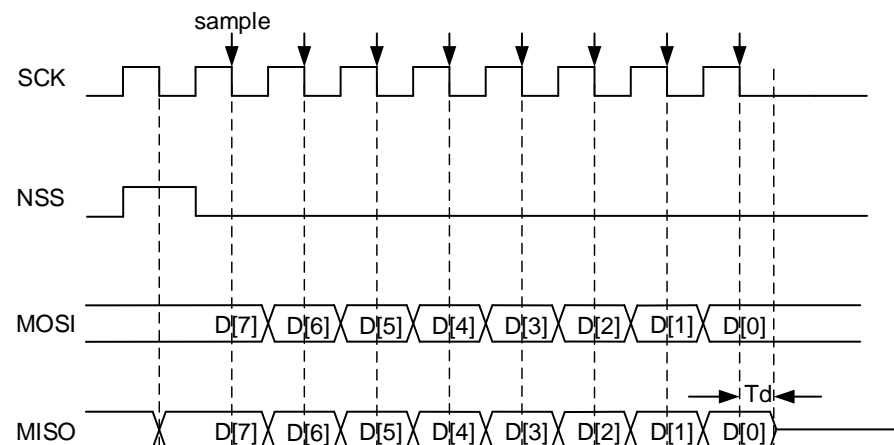 sample
SCK
NSS
MOSI D[7] D[6] D[5] D[4] D[3] D[2] D[1] D[0]
Td
MISO D[7] D[6] D[5] D[4] D[3] D[2] D[1] D[0]